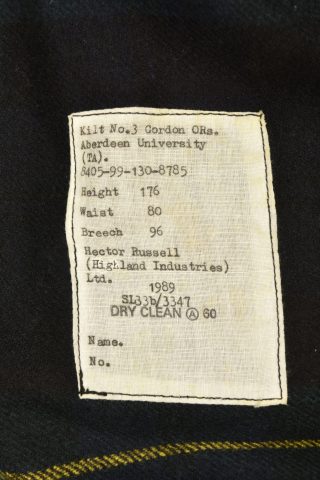 Kilt No.3 Gordon ORs.
Aberdeen University
(TA).
8405-99-130-8785
Height 176
Waist 80
Breech 96
Hector Russell
(Highland Industries)
Ltd.
1989
SL33b/3347
DRY CLEAN Ⓐ 60
Name.
No.